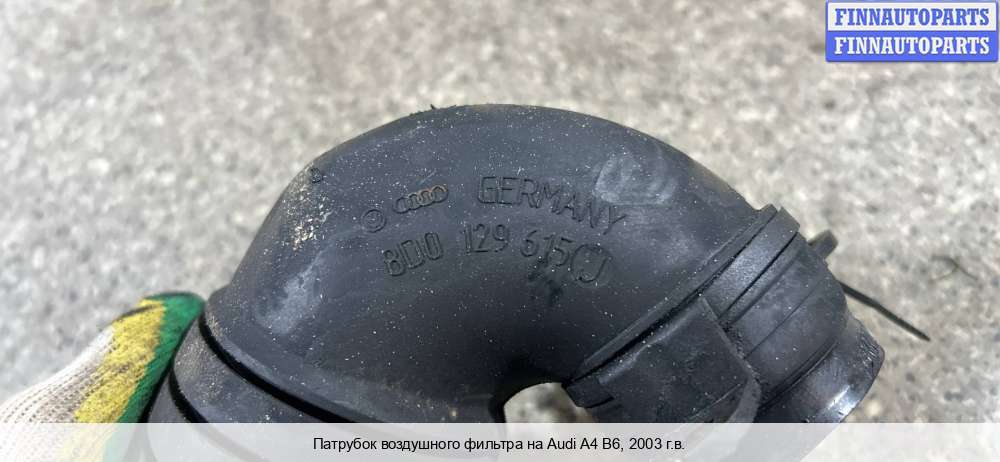 FINNAUTOPARTS
FINNAUTOPARTS
GERMANY
8D0 129 615
Патрубок воздушного фильтра на Audi A4 B6, 2003 г.в.